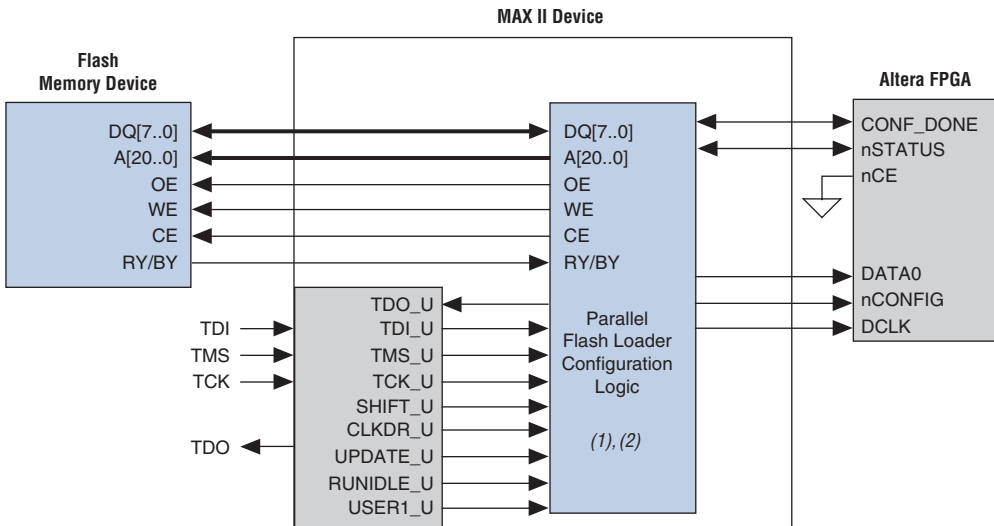 MAX II Device
Flash
Memory Device
Altera FPGA
DQ[7..0]
A[20..0]
OE
WE
CE
RY/BY
DQ[7..0]
A[20..0]
OE
WE
CE
RY/BY
Parallel
Flash Loader
Configuration
Logic
(1), (2)
CONF_DONE
nSTATUS
nCE
DATA0
nCONFIG
DCLK
TDI
TMS
TCK
TDO
TDO_U
TDI_U
TMS_U
TCK_U
SHIFT_U
CLKDR_U
UPDATE_U
RUNIDLE_U
USER1_U